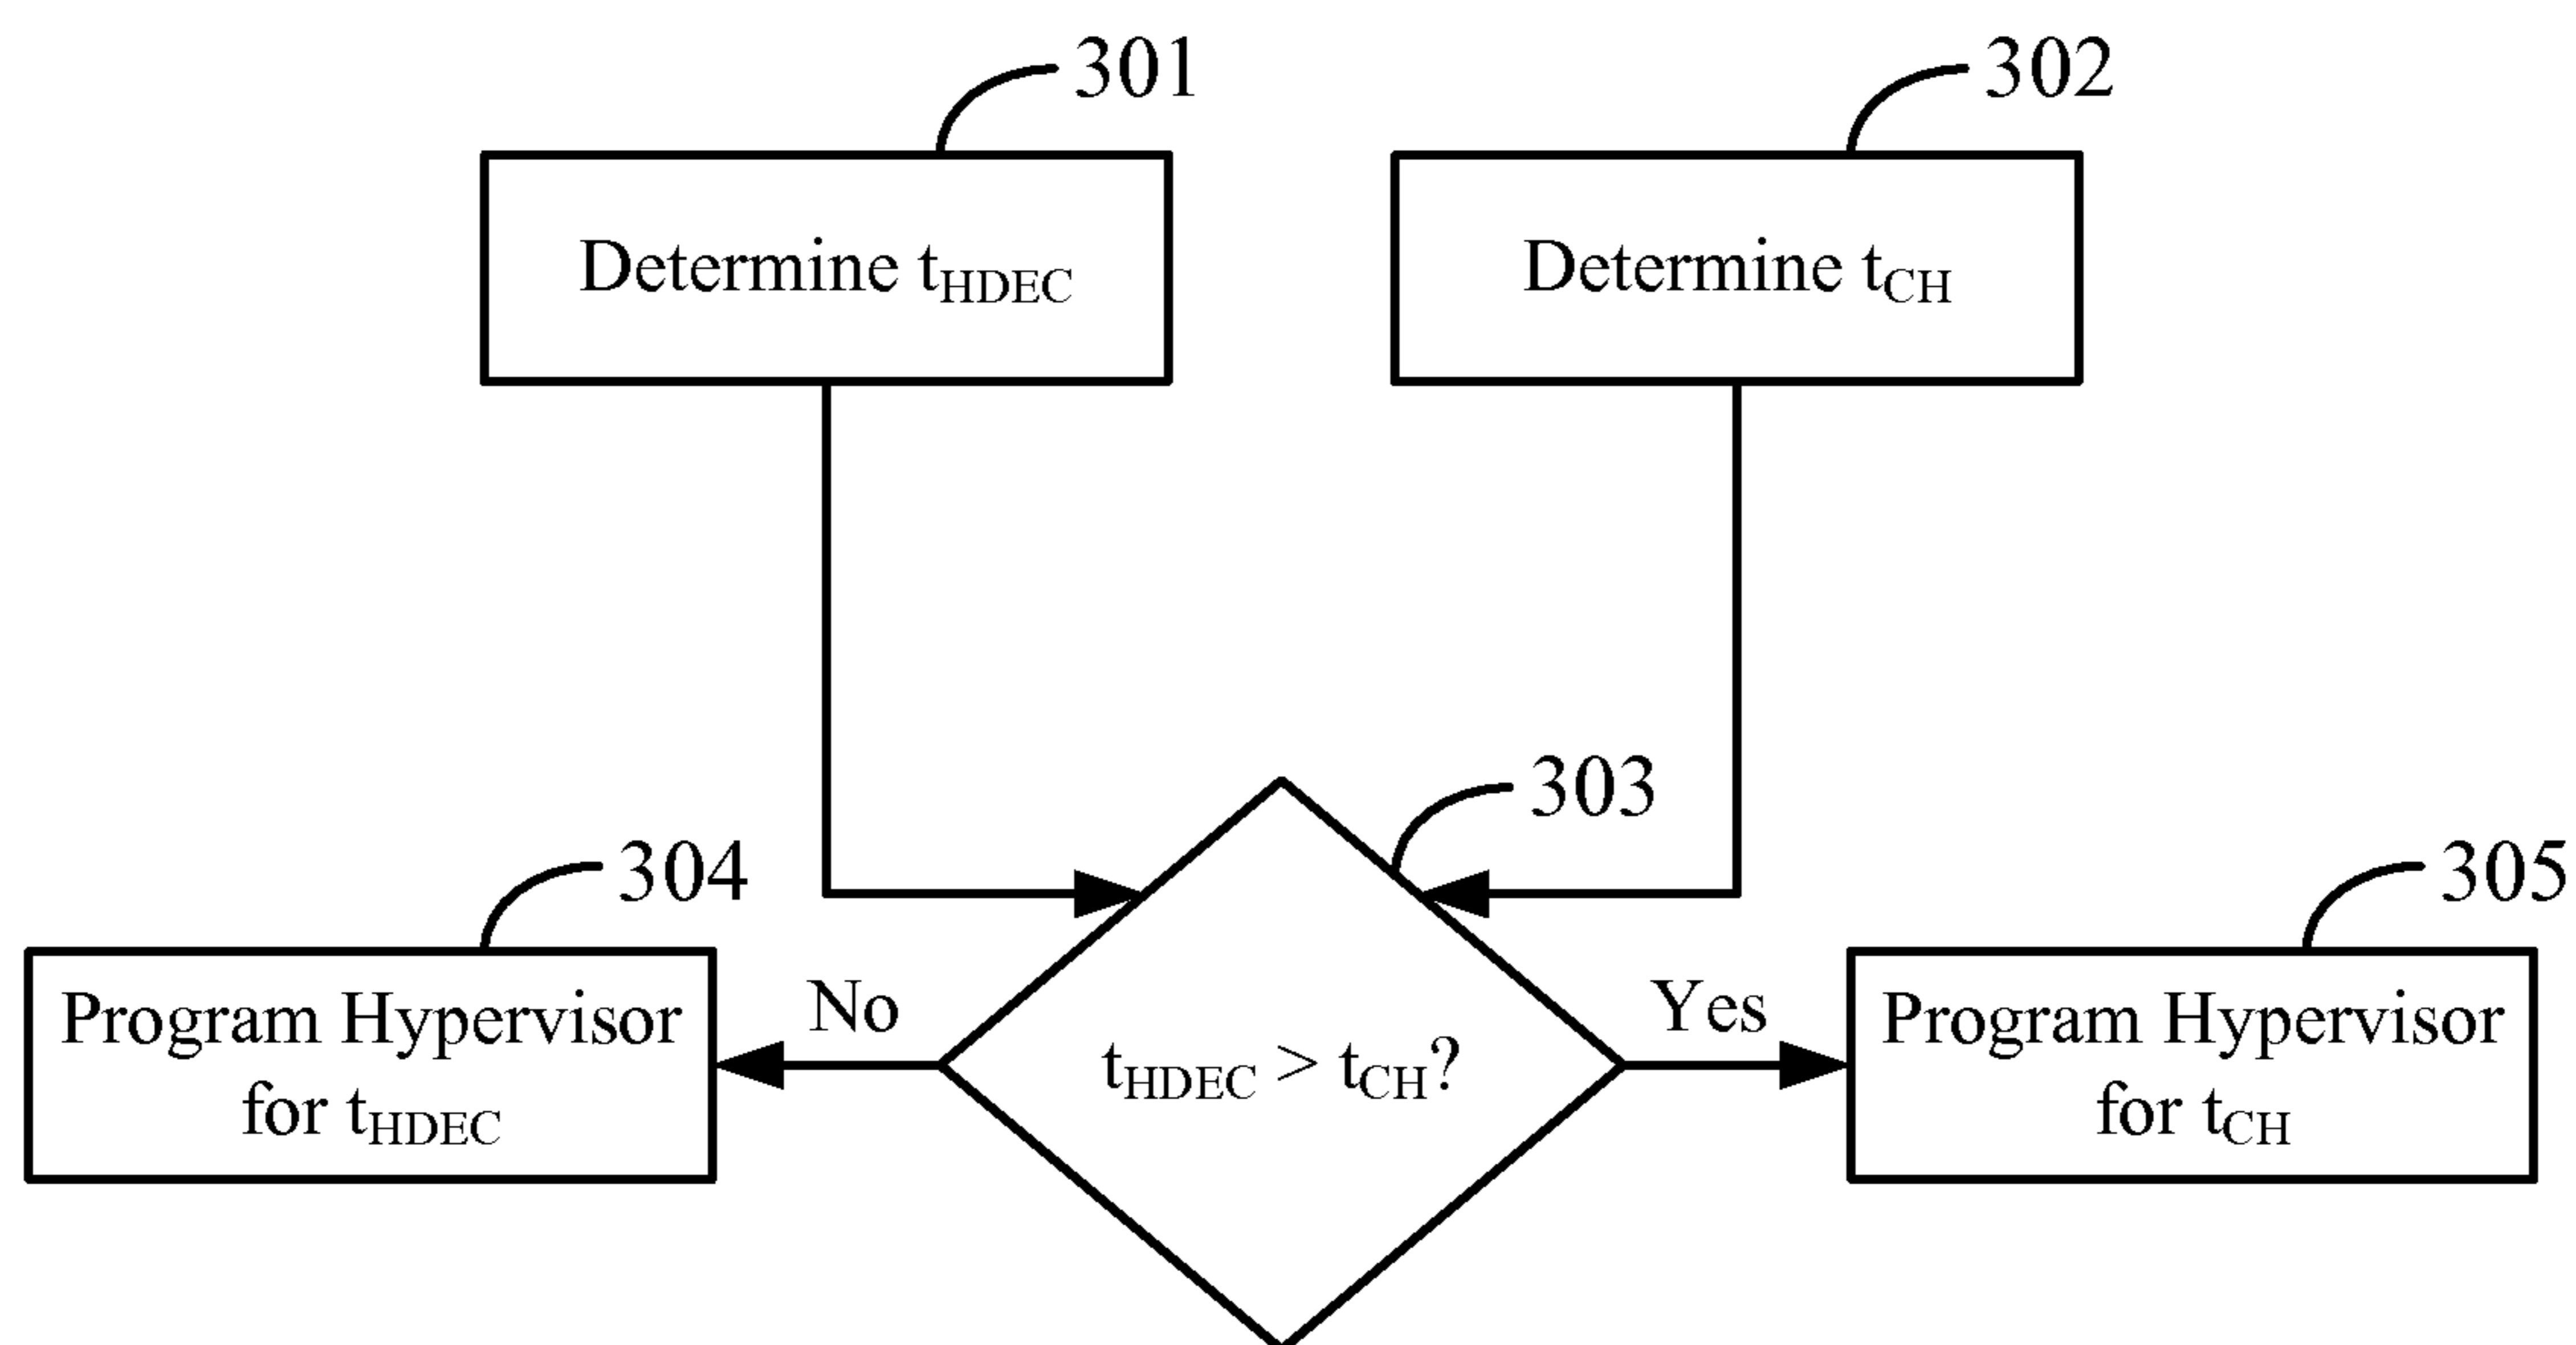 301
302
Determine tHDEC
Determine tCH
303
304
305
No
Yes
Program Hypervisor
for tHDEC
tHDEC > tCH?
Program Hypervisor
for tCH